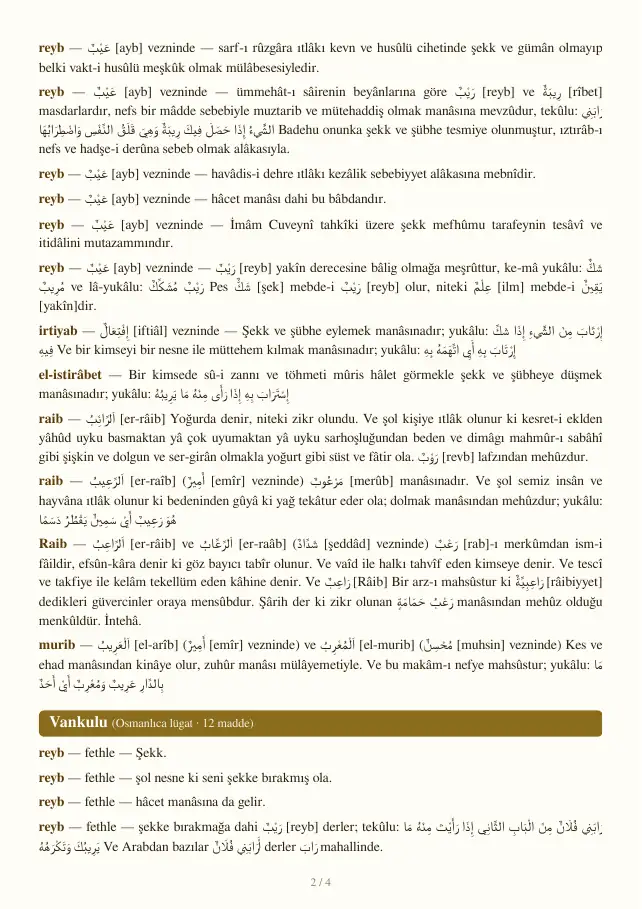 reyb — عَيْبٌ [ayb] vezninde — sarf-ı rûzgâra ıtlâkı kevn ve husûlü cihetinde şekk ve gümân olmayıp
belki vakt-i husûlü meşkûk olmak mülâbesesiyledir.
reyb — عَيْبٌ [ayb] vezninde — ümmehât-ı sâirenin beyânlarına göre رَيْبٌ [reyb] ve رِيبَةٌ [rîbet]
masdarlardır, nefs bir mâdde sebebiyle muztarib ve mütehaddiş olmak manâsına mevzûdur, tekûlu: رَابَنِي
الشَّيْءُ إِذَا حَصَلَ فِيكَ رِيبَةٌ وَهِيَ قَلَقُ النَّفْسِ وَاضْطِرَابُهَا Badehu onunka şekk ve şübhe tesmiye olunmuştur, ıztırâb-ı
nefs ve hadşe-i derûna sebeb olmak alâkasıyla.
reyb — عَيْبٌ [ayb] vezninde — havâdis-i dehre ıtlâkı kezâlik sebebiyyet alâkasına mebnîdir.
reyb — عَيْبٌ [ayb] vezninde — hâcet manâsı dahi bu bâbdandır.
reyb — عَيْبٌ [ayb] vezninde — İmâm Cuveynî tahkîki üzere şekk mefhûmu tarafeynin tesâvî ve
itidâlini mutazammındır.
reyb — عَيْبٌ [ayb] vezninde — رَيْبٌ [reyb] yakîn derecesine bâlig olmağa meşrûttur, ke-mâ yukâlu: شَكٌّ
مُرِيبٌ ve lâ-yukâlu: رَيْبٌ مُشَكِّكٌ Pes شَكٌّ [şek] mebde-i رَيْبٌ [reyb] olur, niteki عِلْمٌ [ilm] mebde-i يَقِينٌ
[yakîn]dir.
irtiyab — إِفْتِعَالٌ [iftiâl] vezninde — Şekk ve şübhe eylemek manâsınadır; yukâlu: إِرْتَابَ مِنَ الشَّيْءِ إِذَا شَكَّ
فِيهِ Ve bir kimseyi bir nesne ile müttehem kılmak manâsınadır; yukâlu: إِرْتَابَ بِهِ أَيِ اتَّهَمَهُ بِهِ
el-istirâbet — Bir kimsede sû-i zannı ve töhmeti mûris hâlet görmekle şekk ve şübheye düşmek
manâsınadır; yukâlu: إِسْتَرَابَ بِهِ إِذَا رَأَى مِنْهُ مَا يَرِيبُهُ
raib — اَلرَّائِبُ [er-râib] Yoğurda denir, niteki zikr olundu. Ve şol kişiye ıtlâk olunur ki kesret-i eklden
yâhûd uyku basmaktan yâ çok uyumaktan yâ uyku sarhoşluğundan beden ve dimâgı mahmûr-ı sabâhî
gibi şişkin ve dolgun ve ser-girân olmakla yoğurt gibi süst ve fâtir ola. رَوْبٌ [revb] lafzından mehûzdur.
raib — اَلرَّعِيبُ [er-raîb] (أَمِيرٌ [emîr] vezninde) مَرْعُوبٌ [merûb] manâsınadır. Ve şol semiz insân ve
hayvâna ıtlâk olunur ki bedeninden gûyâ ki yağ tekâtur eder ola; dolmak manâsından mehûzdur; yukâlu:
هُوَ رَعِيبٌ أَيْ سَمِينٌ يَقْطُرُ دَسَمًا
Raib — اَلرَّاعِبُ [er-râib] ve اَلرَّعَّابُ [er-raâb] (شَدَّادٌ [şeddâd] vezninde) رَعْبٌ [rab]-ı merkûmdan ism-i
fâildir, efsûn-kâra denir ki göz bayıcı tabîr olunur. Ve vaîd ile halkı tahvîf eden kimseye denir. Ve tescî
ve takfiye ile kelâm tekellüm eden kâhine denir. Ve رَاعِبٌ [Râib] Bir arz-ı mahsûstur ki رَاعِبِيَّةٌ [râibiyyet]
dedikleri güvercinler oraya mensûbdur. Şârih der ki zikr olunan رَعْبُ حَمَامَةٍ manâsından mehûz olduğu
menkûldür. İntehâ.
murib — اَلْعَرِيبُ [el-arîb] (أَمِيرٌ [emîr] vezninde) ve اَلْمُعْرِبُ [el-murib] (مُحْسِنٌ [muhsin] vezninde) Kes ve
ehad manâsından kinâye olur, zuhûr manâsı mülâyemetiyle. Ve bu makâm-ı nefye mahsûstur; yukâlu: مَا
بِالدَّارِ عَرِيبٌ وَمُعْرِبٌ أَيْ أَحَدٌ
Vankulu (Osmanlıca lügat · 12 madde)
reyb — fethle — Şekk.
reyb — fethle — şol nesne ki seni şekke bırakmış ola.
reyb — fethle — hâcet manâsına da gelir.
reyb — fethle — şekke bırakmağa dahi رَيْبٌ [reyb] derler; tekûlu: رَابَنِي فُلَانٌ مِنَ الْبَابِ الثَّانِي إِذَا رَأَيْتَ مِنْهُ مَا
يَرِيبُكَ وَتَكْرَهُهُ Ve Arabdan bazılar أَرَابَنِي فُلَانٌ derler رَابَ mahallinde.
2 / 4